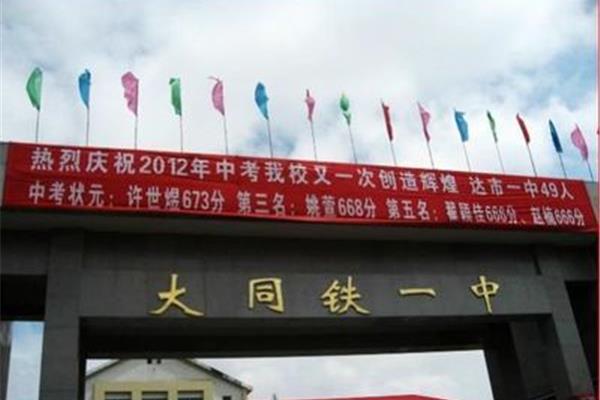 热烈庆祝2012年中考我校又一次创造辉煌 达市一中49人
中考状元：许世煜673分 第三名：姚萱668分 第五名：翟颐佳666分、赵楠666分
大同铁一中